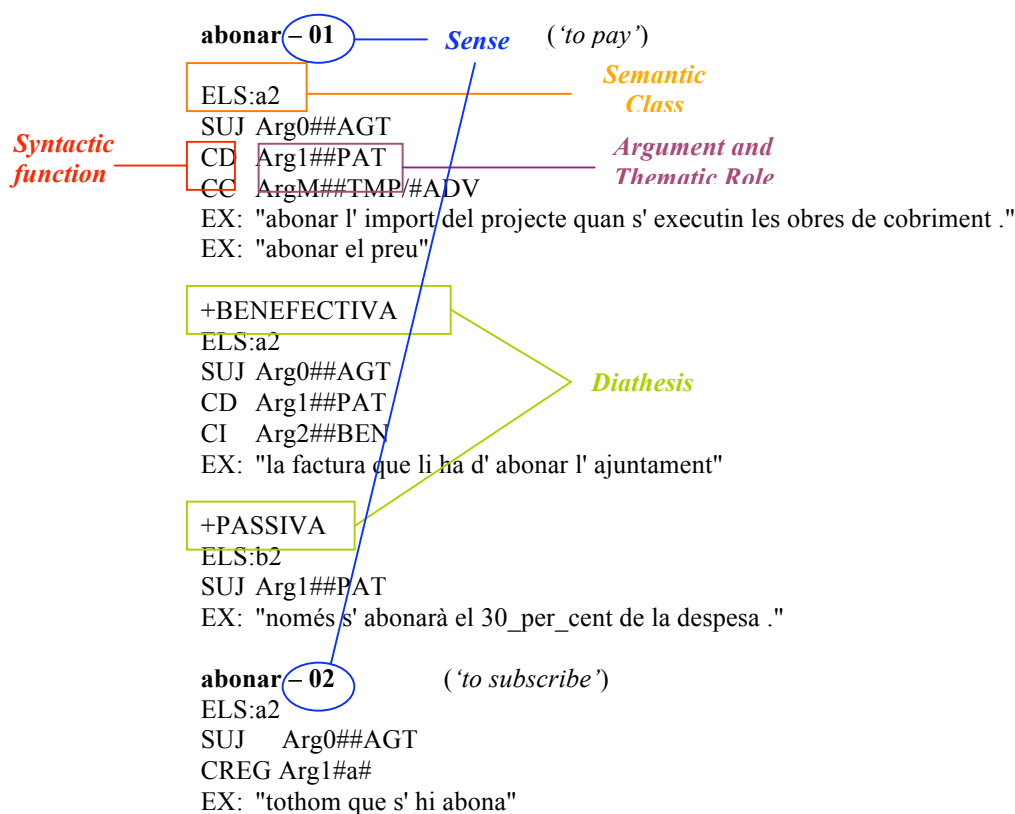 abonar – 01 Sense (‘to pay’)
Semantic
Class
ELS:a2
SUJ Arg0##AGT
Syntactic
function
CD Arg1##PAT
Argument and
Thematic Role
CC ArgM##TMP/#ADV
EX: "abonar l' import del projecte quan s' executin les obres de cobriment ."
EX: "abonar el preu"
+BENEFECTIVA
ELS:a2
SUJ Arg0##AGT
Diathesis
CD Arg1##PAT
CI Arg2##BEN
EX: "la factura que li ha d' abonar l' ajuntament"
+PASSIVA
ELS:b2
SUJ Arg1##PAT
EX: "només s' abonarà el 30_per_cent de la despesa ."
abonar – 02 (‘to subscribe’)
ELS:a2
SUJ Arg0##AGT
CREG Arg1#a#
EX: "tothom que s' hi abona"